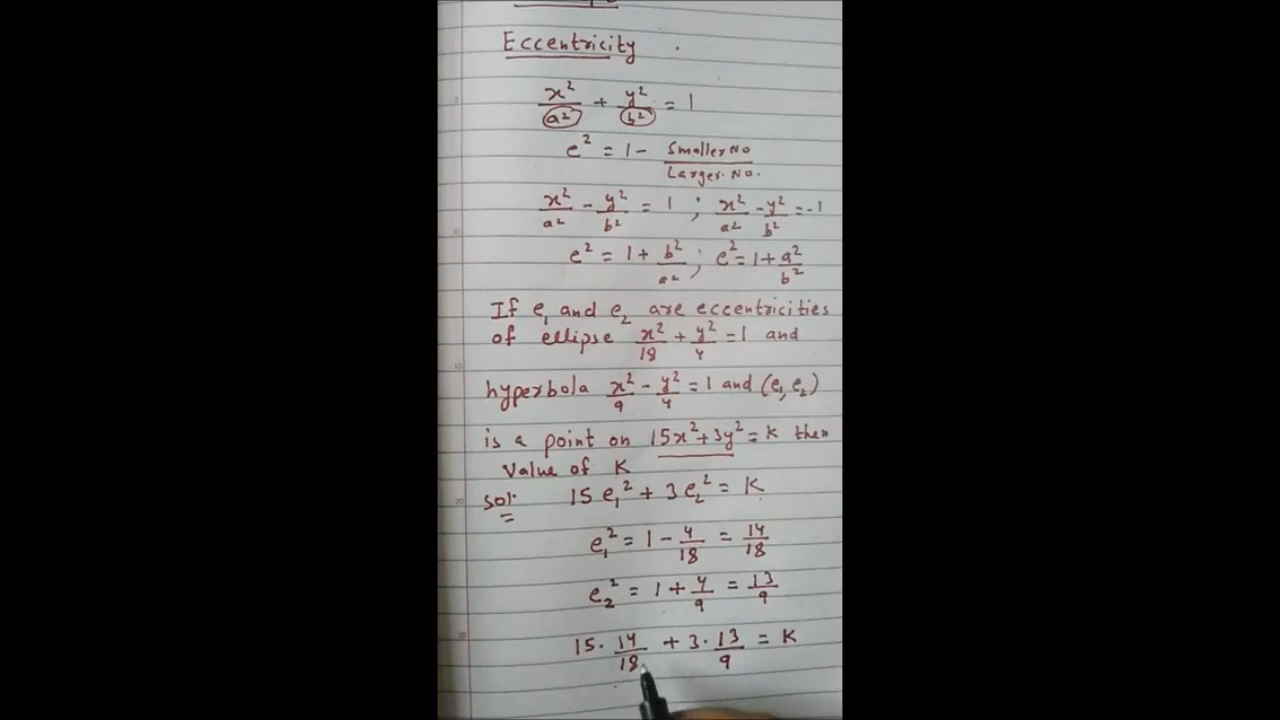 Eccentricity
x²/a² + y²/b² = 1
e² = 1 - Smaller No/Larger. No.
x²/a² - y²/b² = 1 ; x²/a² - y²/b² = -1
e² = 1 + b²/a² ; e² = 1 + a²/b²
If e₁ and e₂ are eccentricities
of ellipse x²/18 + y²/4 = 1 and
hyperbola x²/9 - y²/4 = 1 and (e₁, e₂)
is a point on 15x² + 3y² = K then
Value of K
Sol. 15 e₁² + 3 e₂² = K
e₁² = 1 - 4/18 = 14/18
e₂² = 1 + 4/9 = 13/9
15 . 14/18 + 3 . 13/9 = K